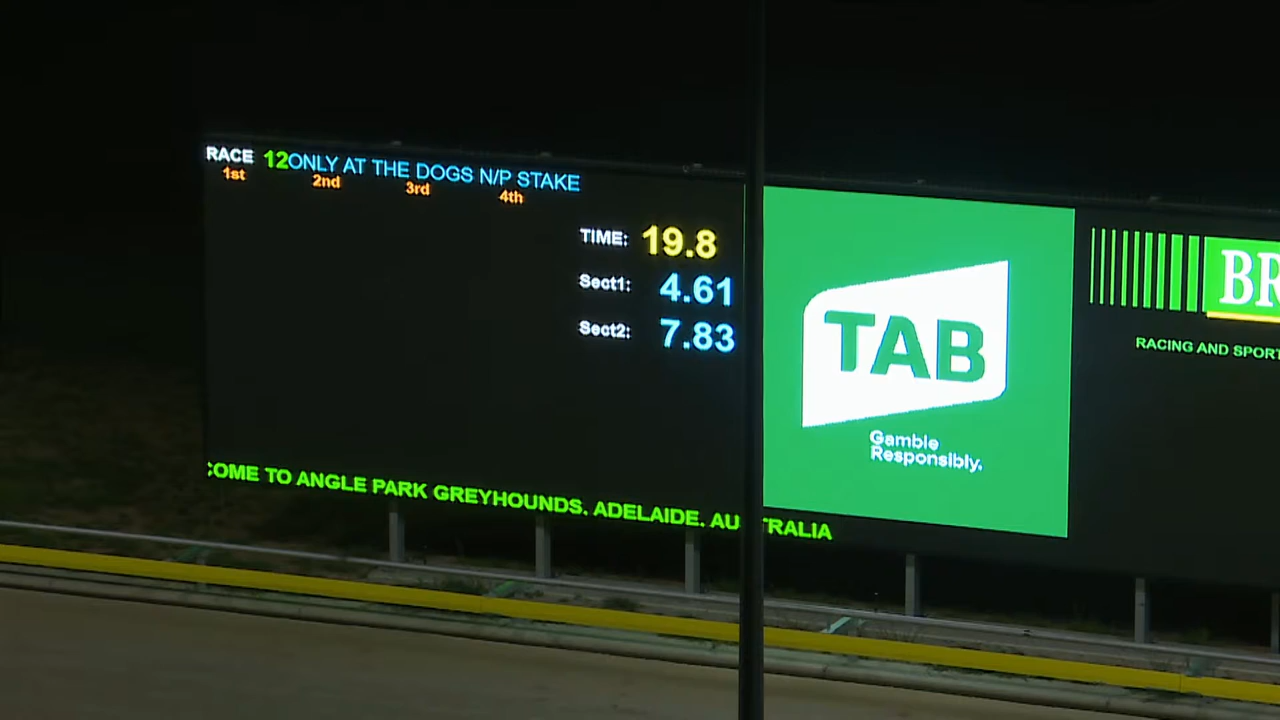 RACE 12ONLY AT THE DOGS N/P STAKE
1st 2nd 3rd 4th
TIME: 19.8
Sect1: 4.61
Sect2: 7.83
TAB
Gamble
Responsibly.
BR
RACING AND SPORT
COME TO ANGLE PARK GREYHOUNDS. ADELAIDE. AU TRALIA